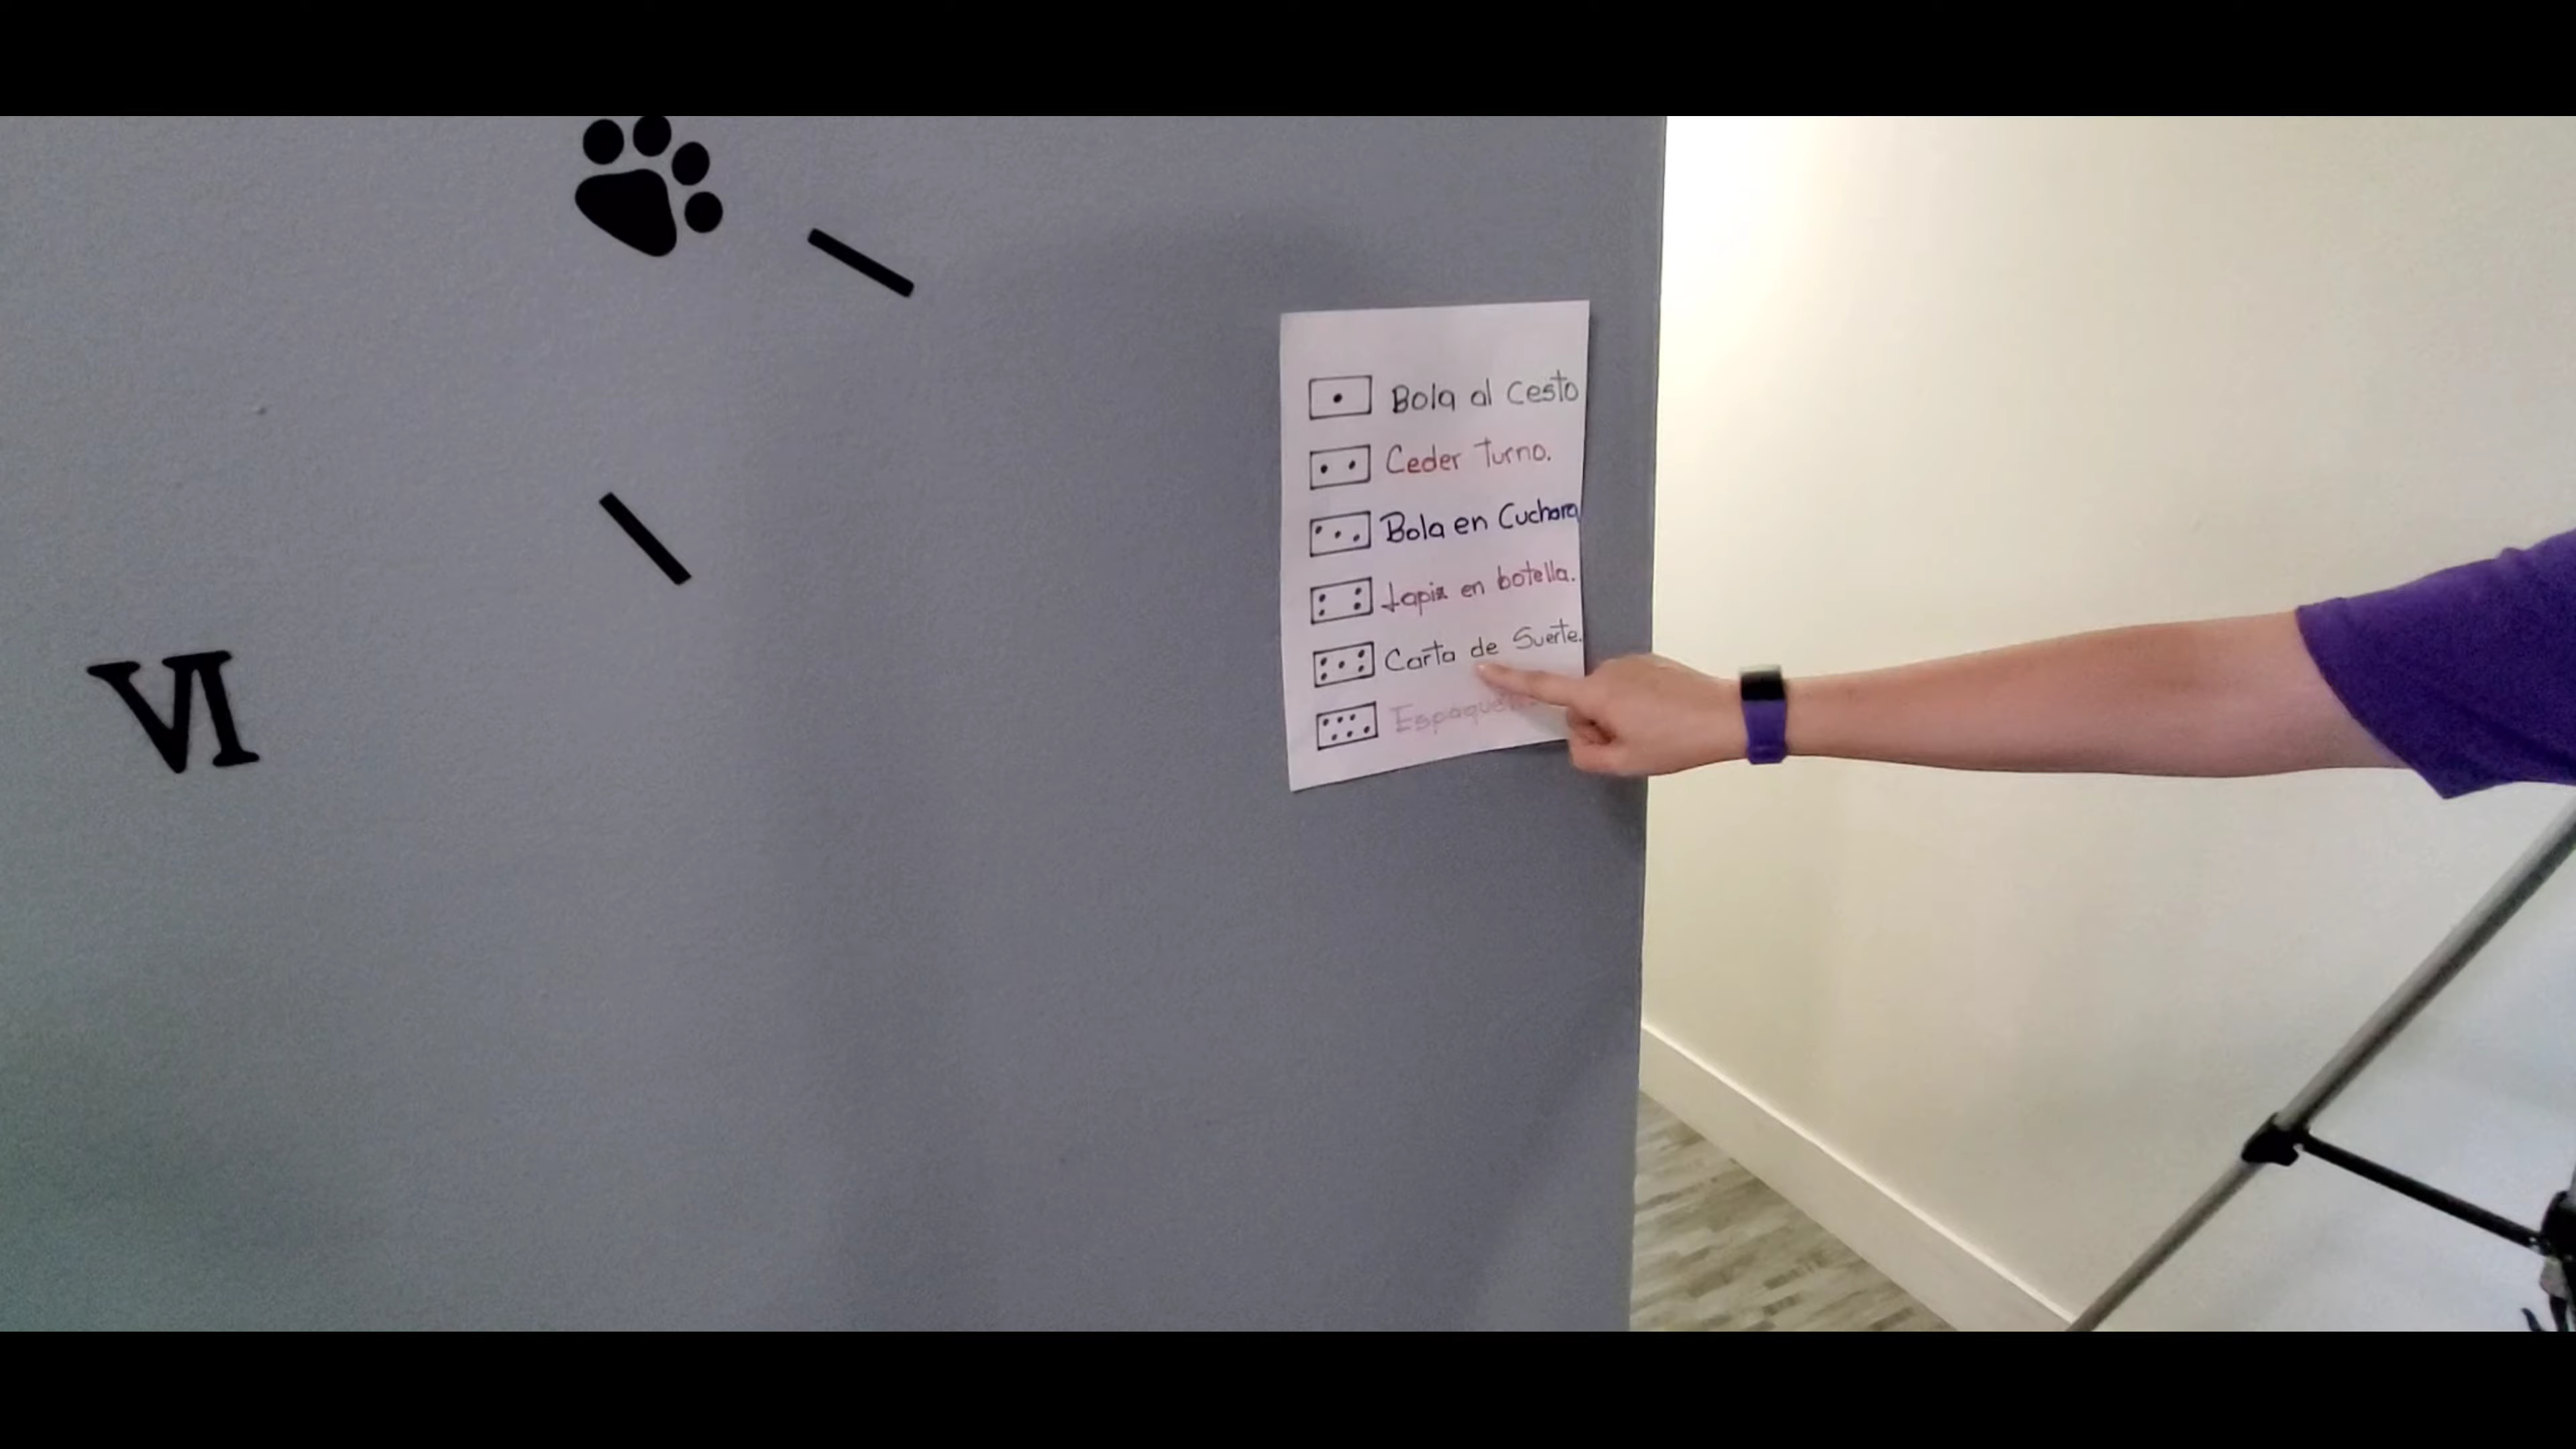 Bola al Cesto
Ceder Turno.
Bola en Cuchara
Lapiz en botella.
Carta de Suerte.
VI